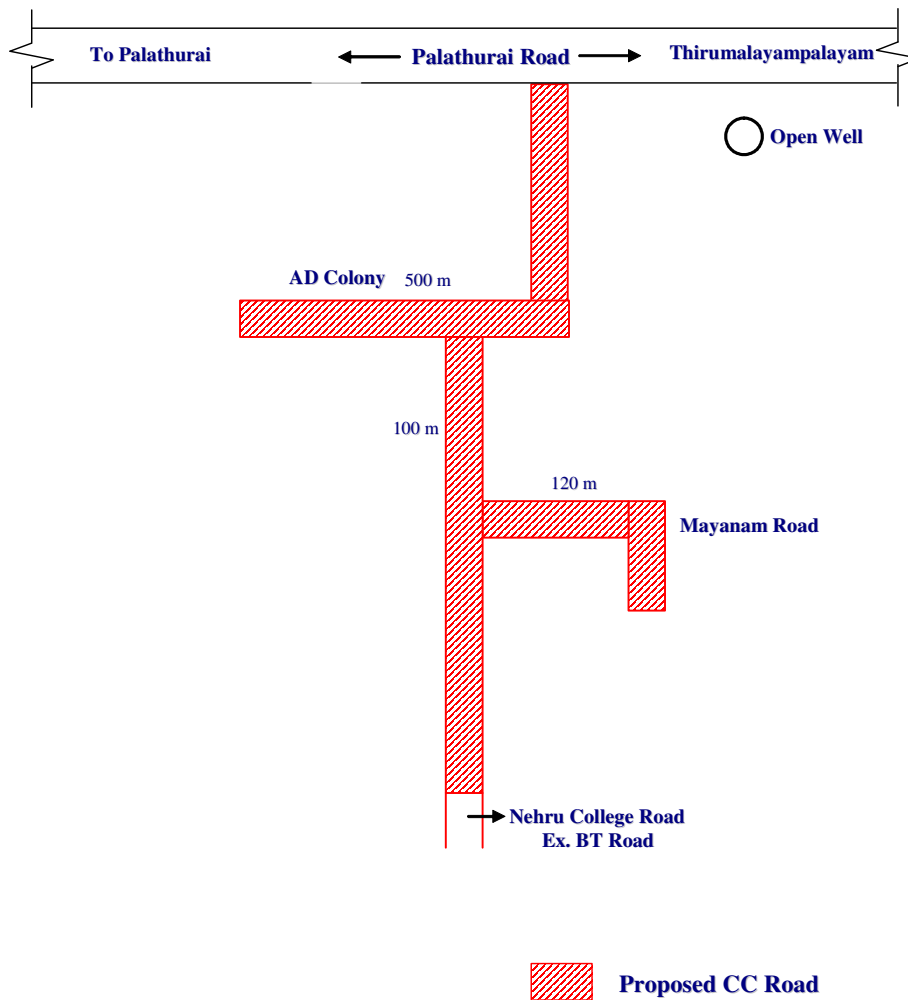 To Palathurai
Palathurai Road
Thirumalayampalayam
Open Well
AD Colony
500 m
100 m
120 m
Mayanam Road
Nehru College Road
Ex. BT Road
Proposed CC Road